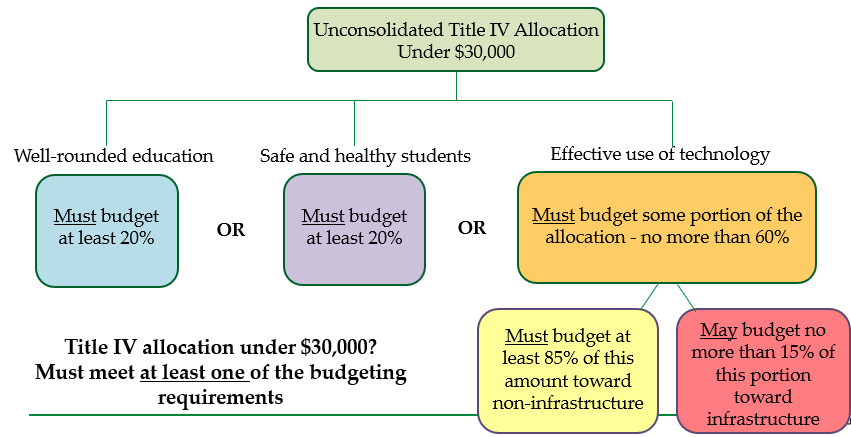 Unconsolidated Title IV Allocation
Under $30,000
Well-rounded education
Safe and healthy students
Effective use of technology
Must budget
at least 20%
OR
Must budget
at least 20%
OR
Must budget some portion of the
allocation - no more than 60%
Title IV allocation under $30,000?
Must meet at least one of the budgeting
requirements
Must budget at
least 85% of this
amount toward
non-infrastructure
May budget no
more than 15% of
this portion
toward
infrastructure